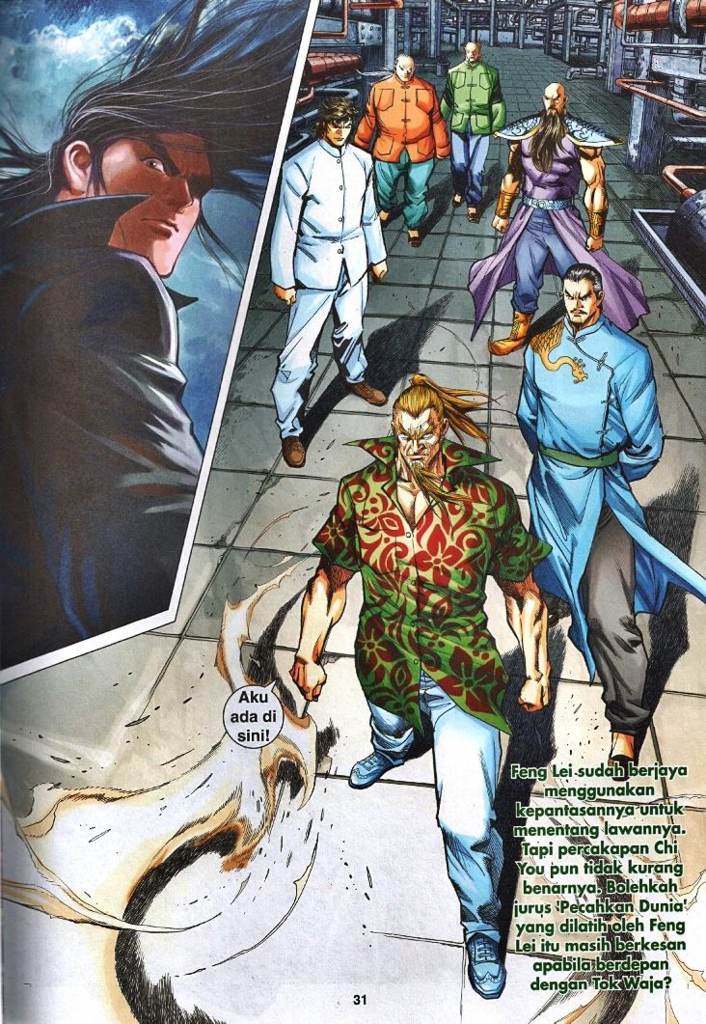 Aku
ada di
sini!
Feng Lei sudah berjaya
menggunakan
kepantasannya untuk
menentang lawannya.
Tapi percakapan Chi
You pun tidak kurang
benarnya. Bolehkah
jurus 'Pecahkan Dunia'
yang dilatih oleh Feng
Lei itu masih berkesan
apabila berdepan
dengan Tok Waja?
31